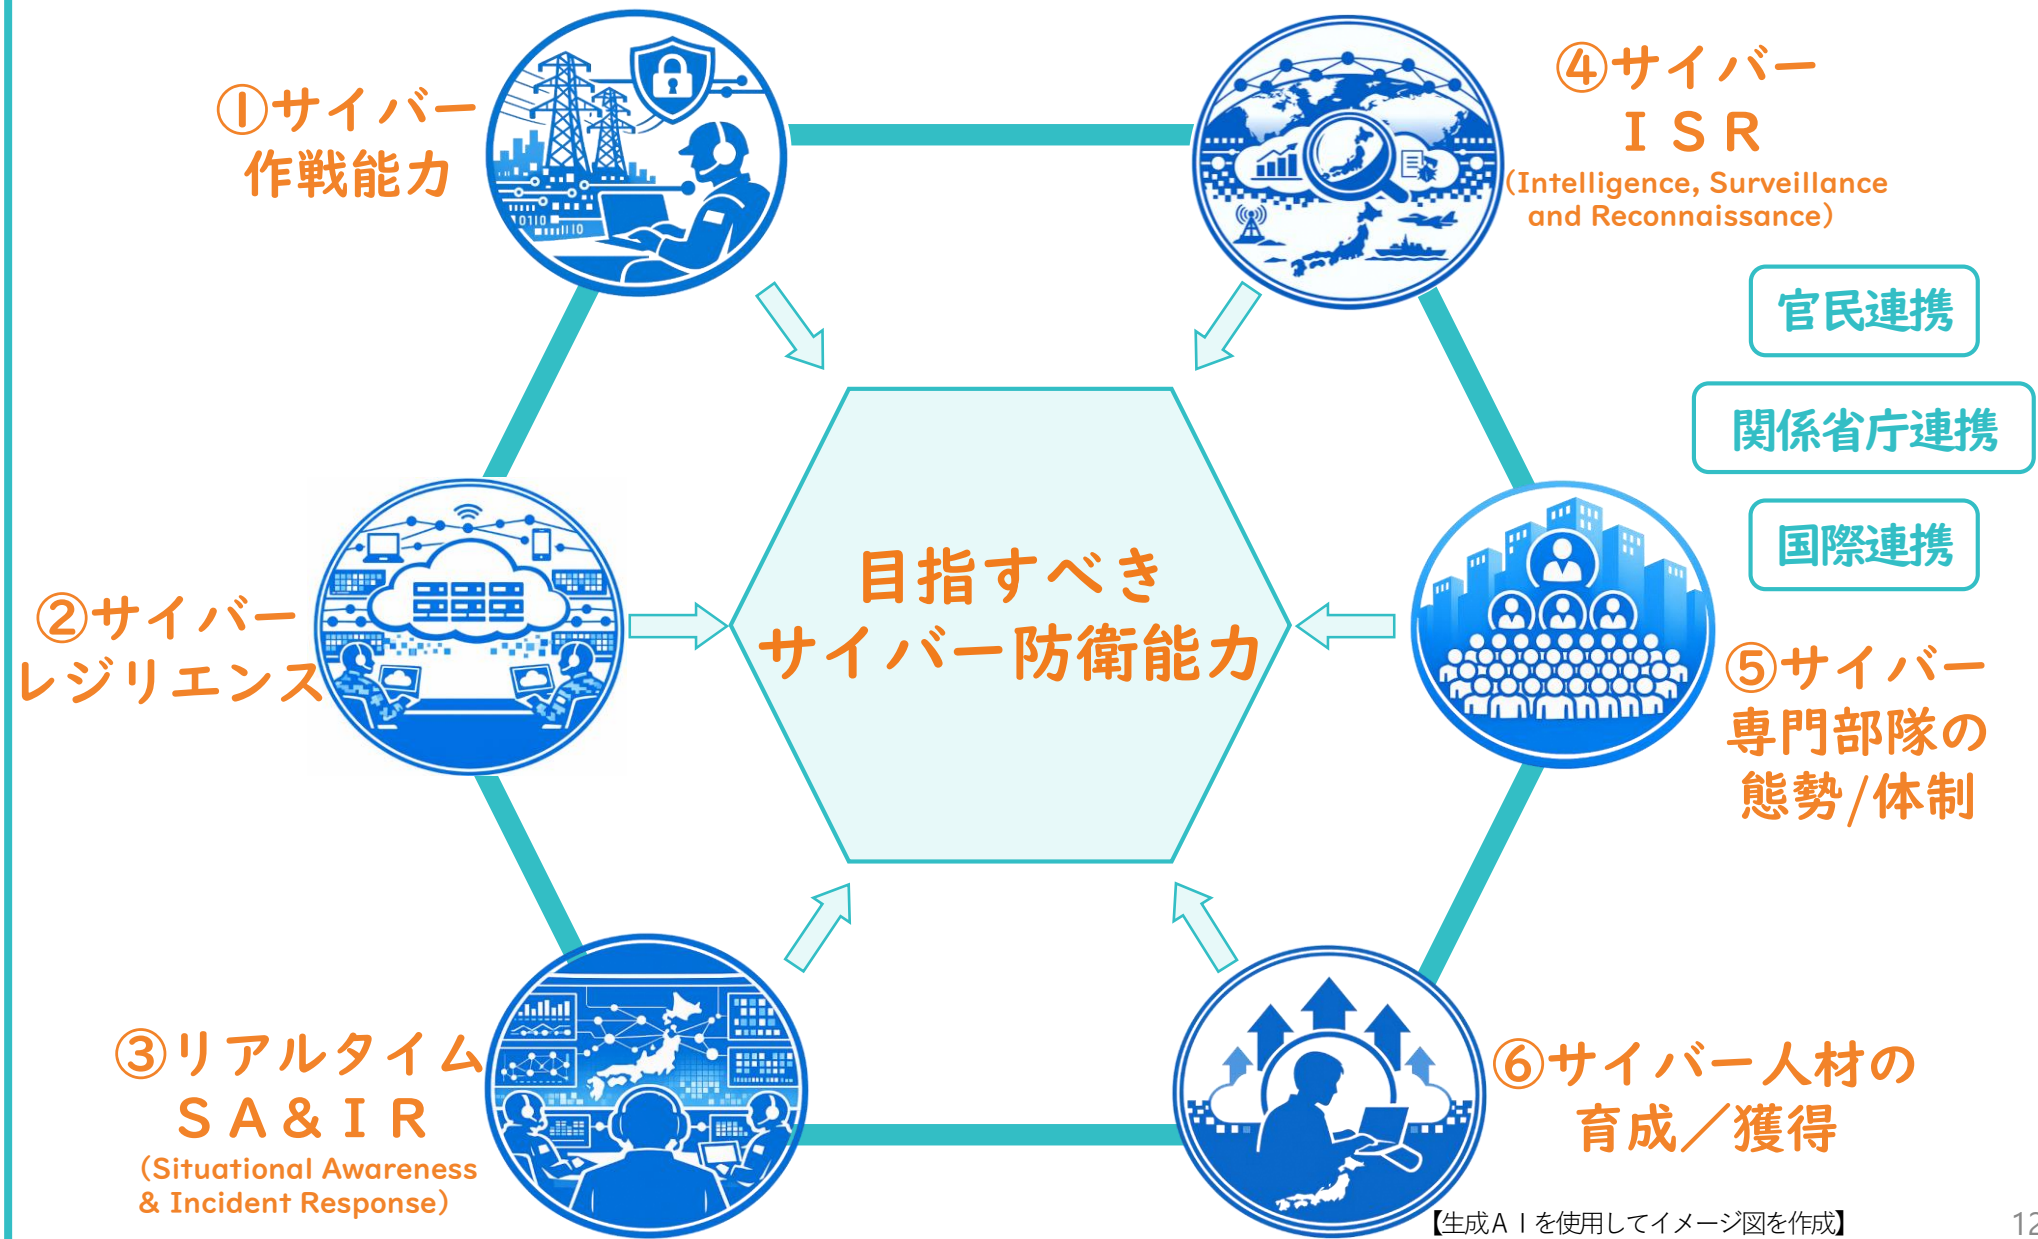 ①サイバー
作戦能力
②サイバー
レジリエンス
③リアルタイム
ＳＡ＆ＩＲ
(Situational Awareness
& Incident Response)
④サイバー
ＩＳＲ
(Intelligence, Surveillance
and Reconnaissance)
官民連携
関係省庁連携
国際連携
⑤サイバー
専門部隊の
態勢/体制
⑥サイバー人材の
育成／獲得
目指すべき
サイバー防衛能力
0110
10
【生成ＡＩを使用してイメージ図を作成】
12